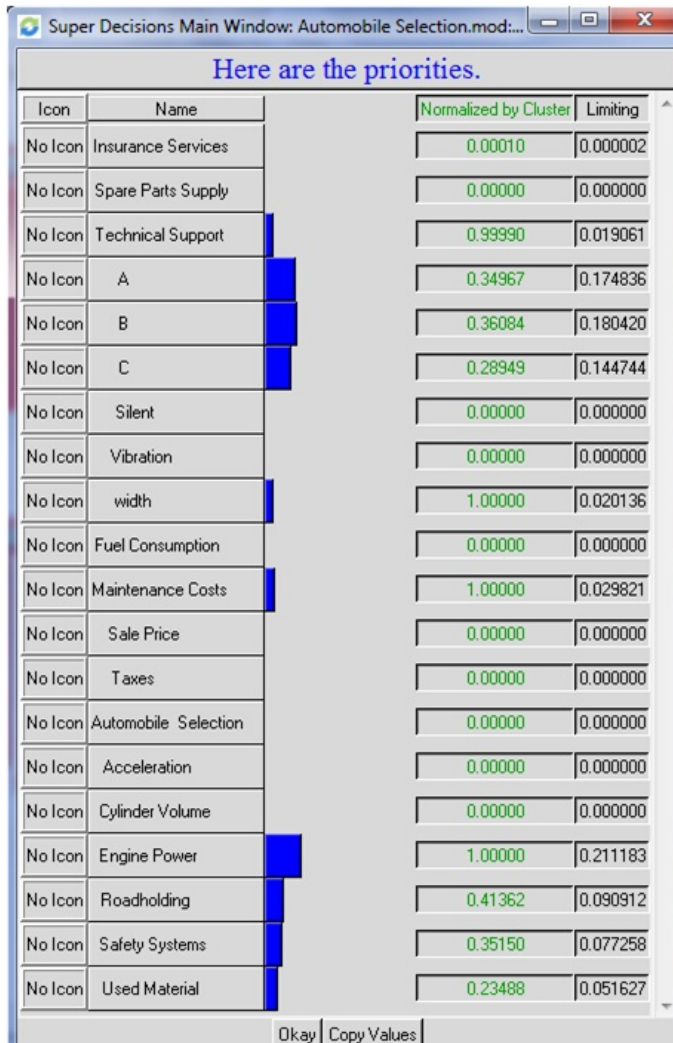 Super Decisions Main Window: Automobile Selection.mod:...
Here are the priorities.
Icon Name Normalized by Cluster Limiting
No Icon Insurance Services 0.00010 0.000002
No Icon Spare Parts Supply 0.00000 0.000000
No Icon Technical Support 0.99990 0.019061
No Icon A 0.34967 0.174836
No Icon B 0.36084 0.180420
No Icon C 0.28949 0.144744
No Icon Silent 0.00000 0.000000
No Icon Vibration 0.00000 0.000000
No Icon width 1.00000 0.020136
No Icon Fuel Consumption 0.00000 0.000000
No Icon Maintenance Costs 1.00000 0.029821
No Icon Sale Price 0.00000 0.000000
No Icon Taxes 0.00000 0.000000
No Icon Automobile Selection 0.00000 0.000000
No Icon Acceleration 0.00000 0.000000
No Icon Cylinder Volume 0.00000 0.000000
No Icon Engine Power 1.00000 0.211183
No Icon Roadholding 0.41362 0.090912
No Icon Safety Systems 0.35150 0.077258
No Icon Used Material 0.23488 0.051627
Okay Copy Values